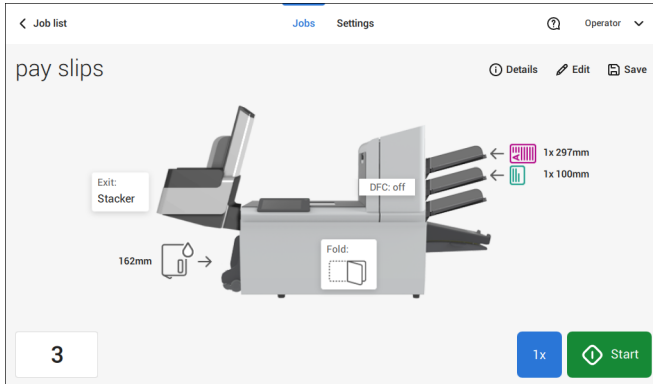 Job list
Jobs
Settings
Operator
pay slips
Details
Edit
Save
1x 297mm
1x 100mm
DFC: off
Exit:
Stacker
Fold:
162mm
3
1x
Start